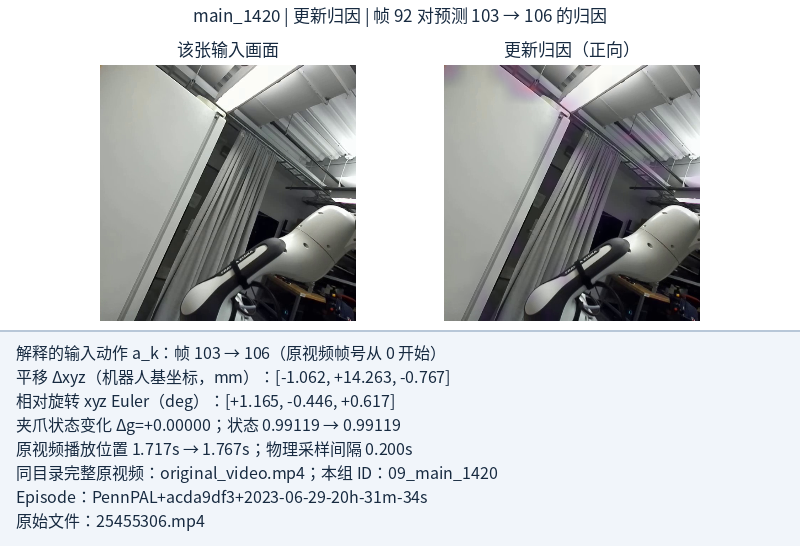 main_1420 | 更新归因 | 帧 92 对预测 103 → 106 的归因
该张输入画面
更新归因（正向）
解释的输入动作 a_k：帧 103 → 106（原视频帧号从 0 开始）
平移 Δxyz（机器人基坐标，mm）：[-1.062, +14.263, -0.767]
相对旋转 xyz Euler（deg）：[+1.165, -0.446, +0.617]
夹爪状态变化 Δg=+0.00000；状态 0.99119 → 0.99119
原视频播放位置 1.717s → 1.767s；物理采样间隔 0.200s
同目录完整原视频：original_video.mp4；本组 ID：09_main_1420
Episode：PennPAL+acda9df3+2023-06-29-20h-31m-34s
原始文件：25455306.mp4